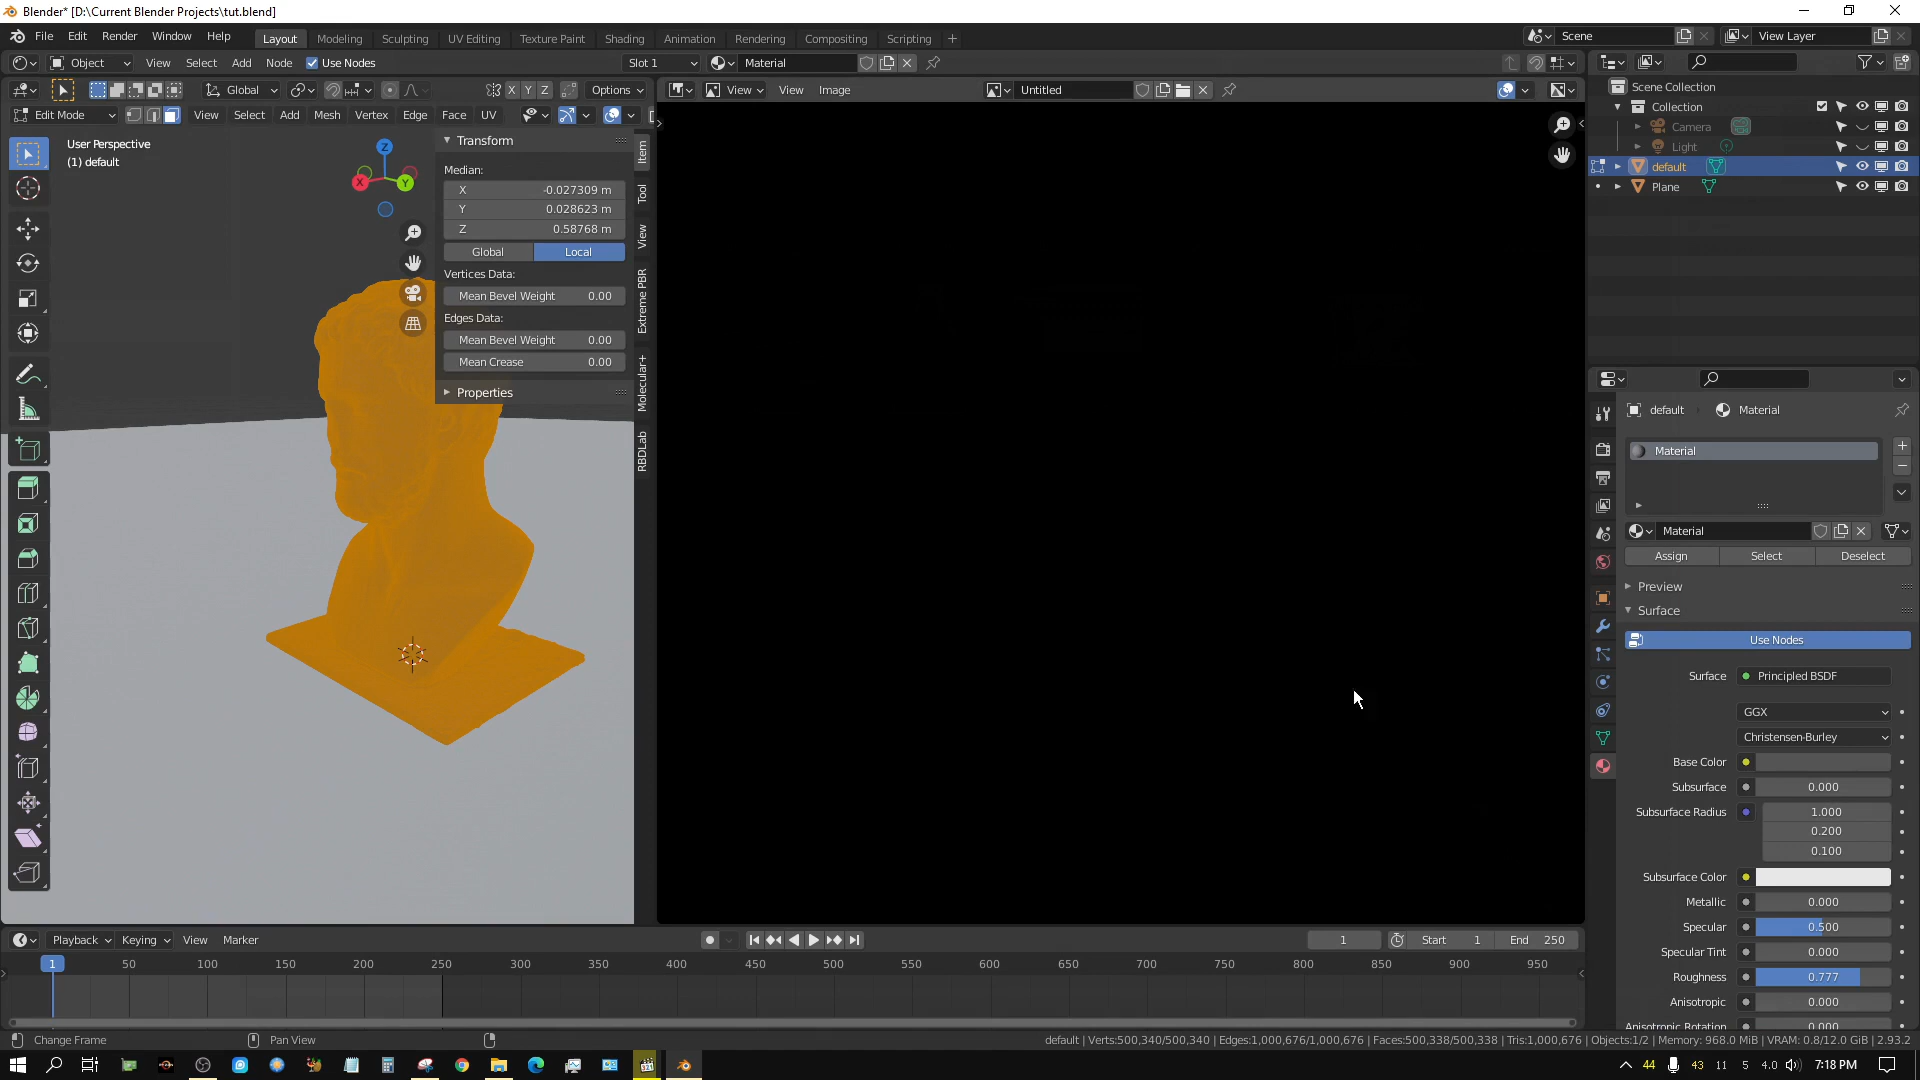 Blender* [D:\Current Blender Projects\tut.blend]
File Edit Render Window Help
Layout Modeling Sculpting UV Editing Texture Paint Shading Animation Rendering Compositing Scripting
Scene View Layer
Object View Select Add Node Use Nodes Slot 1 Material
Global X Y Z Options View View Image Untitled
Edit Mode View Select Add Mesh Vertex Edge Face UV
User Perspective
(1) default
Z
X
Y
Transform
Median:
X -0.027309 m
Y 0.028623 m
Z 0.58768 m
Global Local
Vertices Data:
Mean Bevel Weight 0.00
Edges Data:
Mean Bevel Weight 0.00
Mean Crease 0.00
Properties
Item
Tool
View
Extreme PBR
Molecular+
RBDLab
Scene Collection
Collection
Camera
Light
default
Plane
default Material
Material
Material
Assign Select Deselect
Preview
Surface
Use Nodes
Surface Principled BSDF
GGX
Christensen-Burley
Base Color
Subsurface 0.000
Subsurface Radius 1.000
0.200
0.100
Subsurface Color
Metallic 0.000
Specular 0.500
Specular Tint 0.000
Roughness 0.777
Anisotropic 0.000
Anisotropic Rotation 0.000
Playback Keying View Marker 1 Start 1 End 250
1 50 100 150 200 250 300 350 400 450 500 550 600 650 700 750 800 850 900 950
Change Frame Pan View
default | Verts:500,340/500,340 | Edges:1,000,676/1,000,676 | Faces:500,338/500,338 | Tris:1,000,676 | Objects:1/2 | Memory: 968.0 MiB | VRAM: 0.8/12.0 GiB | 2.93.2
44 43 11 5 4.0 7:18 PM